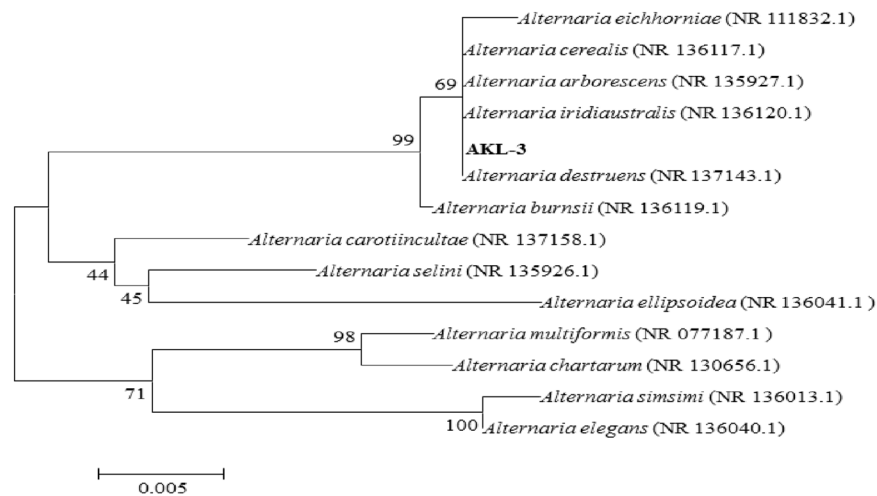 Alternaria eichhorniae (NR 111832.1)
Alternaria cerealis (NR 136117.1)
69
Alternaria arborescens (NR 135927.1)
Alternaria iridiaustralis (NR 136120.1)
99
AKL-3
Alternaria destruens (NR 137143.1)
Alternaria burnsii (NR 136119.1)
Alternaria carotiincultae (NR 137158.1)
44
Alternaria selini (NR 135926.1)
45
Alternaria ellipsoidea (NR 136041.1 )
98
Alternaria multiformis (NR 077187.1 )
Alternaria chartarum (NR 130656.1)
71
Alternaria simsimi (NR 136013.1)
100
Alternaria elegans (NR 136040.1)
0.005